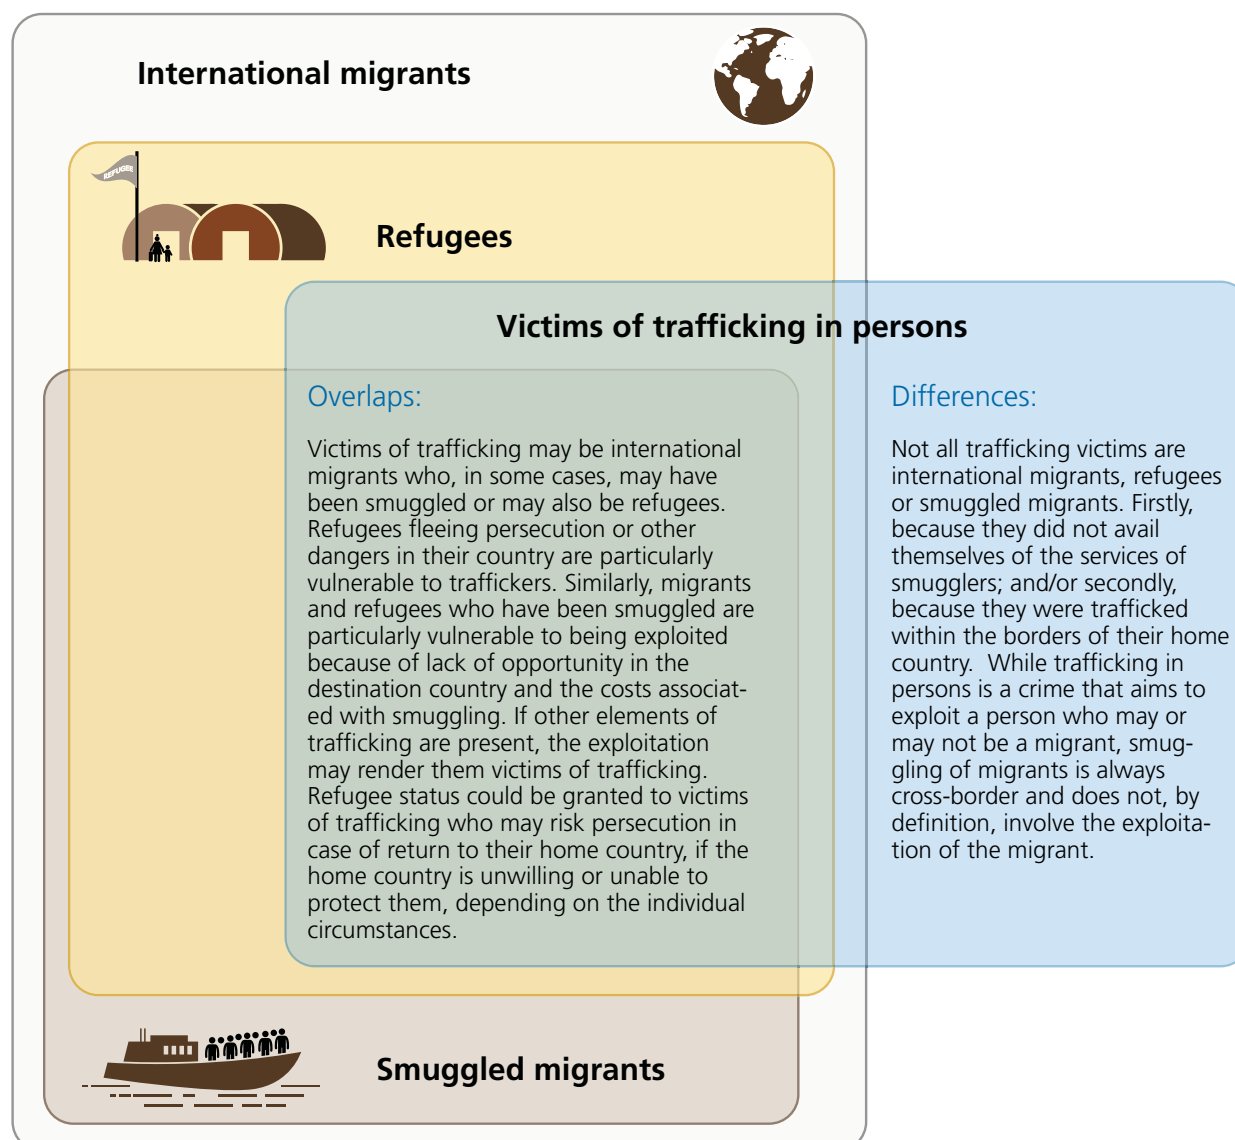 International migrants
REFUGEE
Refugees
Victims of trafficking in persons
Overlaps:
Victims of trafficking may be international
migrants who, in some cases, may have
been smuggled or may also be refugees.
Refugees fleeing persecution or other
dangers in their country are particularly
vulnerable to traffickers. Similarly, migrants
and refugees who have been smuggled are
particularly vulnerable to being exploited
because of lack of opportunity in the
destination country and the costs associat-
ed with smuggling. If other elements of
trafficking are present, the exploitation
may render them victims of trafficking.
Refugee status could be granted to victims
of trafficking who may risk persecution in
case of return to their home country, if the
home country is unwilling or unable to
protect them, depending on the individual
circumstances.
Differences:
Not all trafficking victims are
international migrants, refugees
or smuggled migrants. Firstly,
because they did not avail
themselves of the services of
smugglers; and/or secondly,
because they were trafficked
within the borders of their home
country.  While trafficking in
persons is a crime that aims to
exploit a person who may or
may not be a migrant, smug-
gling of migrants is always
cross-border and does not, by
definition, involve the exploita-
tion of the migrant.
Smuggled migrants